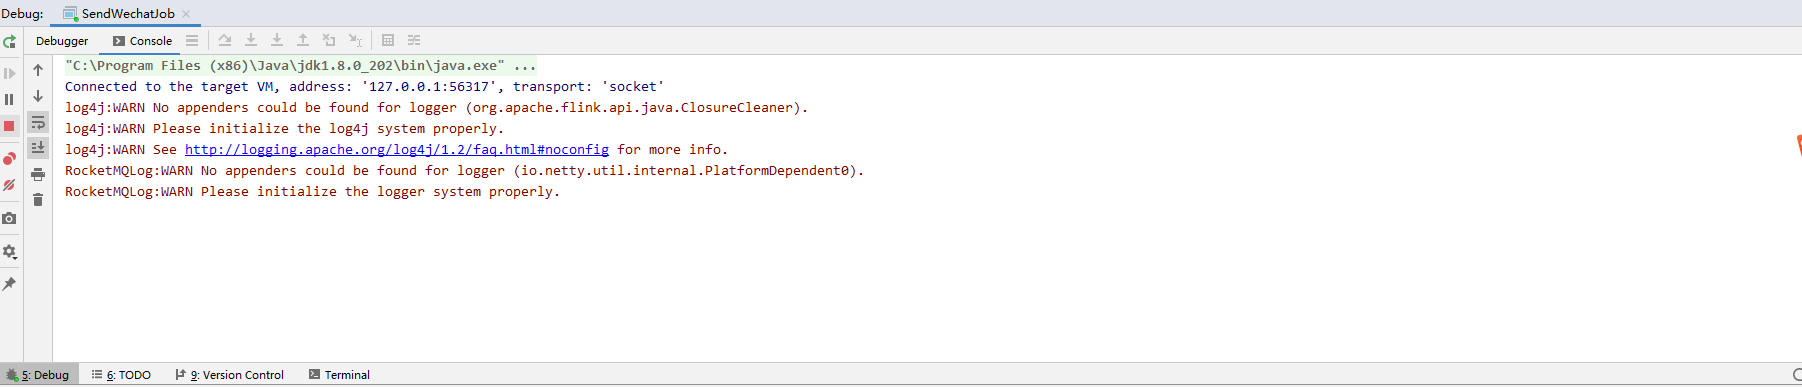 Debug: SendWechatJob
Debugger Console
"C:\Program Files (x86)\Java\jdk1.8.0_202\bin\java.exe" ...
Connected to the target VM, address: '127.0.0.1:56317', transport: 'socket'
log4j:WARN No appenders could be found for logger (org.apache.flink.api.java.ClosureCleaner).
log4j:WARN Please initialize the log4j system properly.
log4j:WARN See http://logging.apache.org/log4j/1.2/faq.html#noconfig for more info.
RocketMQLog:WARN No appenders could be found for logger (io.netty.util.internal.PlatformDependent0).
RocketMQLog:WARN Please initialize the logger system properly.
5: Debug 6: TODO 9: Version Control Terminal